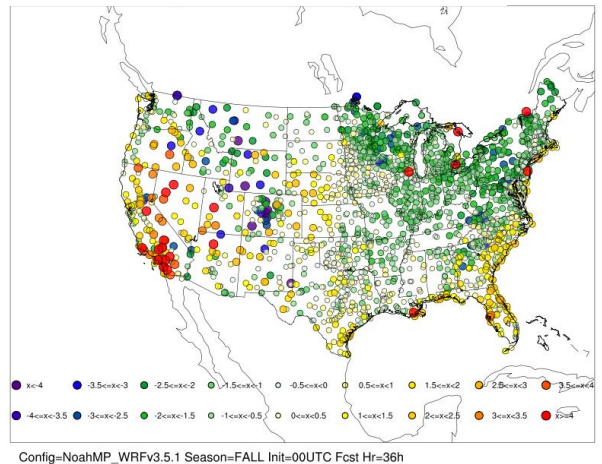 x<-4 -3.5<=x<-3 -2.5<=x<-2 -1.5<=x<-1 -0.5<=x<0 0.5<=x<1 1.5<=x<2 2.5<=x<3 3.5<=x<4
-4<=x<-3.5 -3<=x<-2.5 -2<=x<-1.5 -1<=x<-0.5 0<=x<0.5 1<=x<1.5 2<=x<2.5 3<=x<3.5 x>=4
Config=NoahMP_WRFv3.5.1 Season=FALL Init=00UTC Fcst Hr=36h